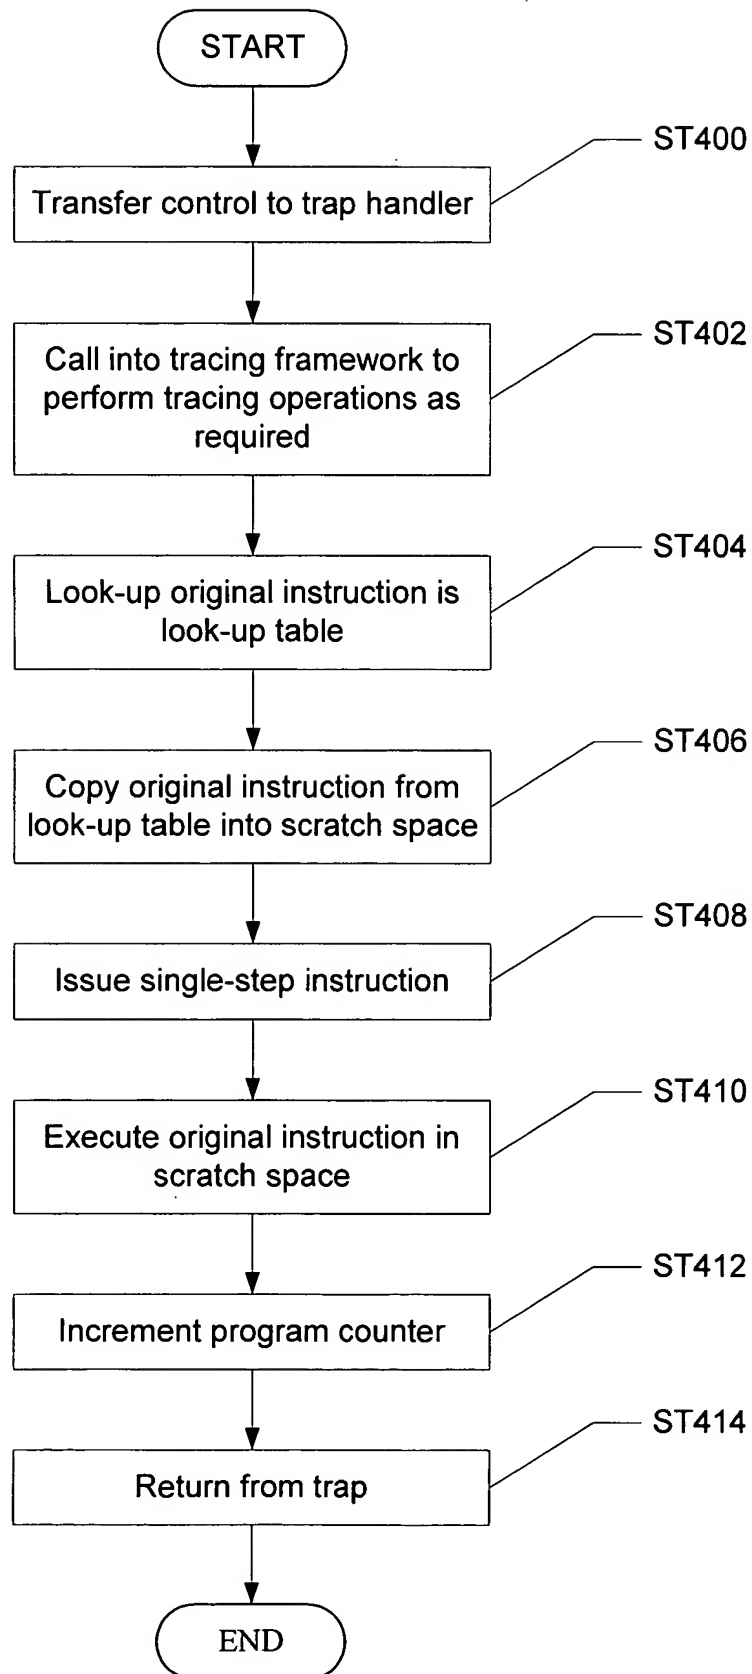 START
ST400
Transfer control to trap handler
ST402
Call into tracing framework to
perform tracing operations as
required
ST404
Look-up original instruction is
look-up table
ST406
Copy original instruction from
look-up table into scratch space
ST408
Issue single-step instruction
ST410
Execute original instruction in
scratch space
ST412
Increment program counter
ST414
Return from trap
END